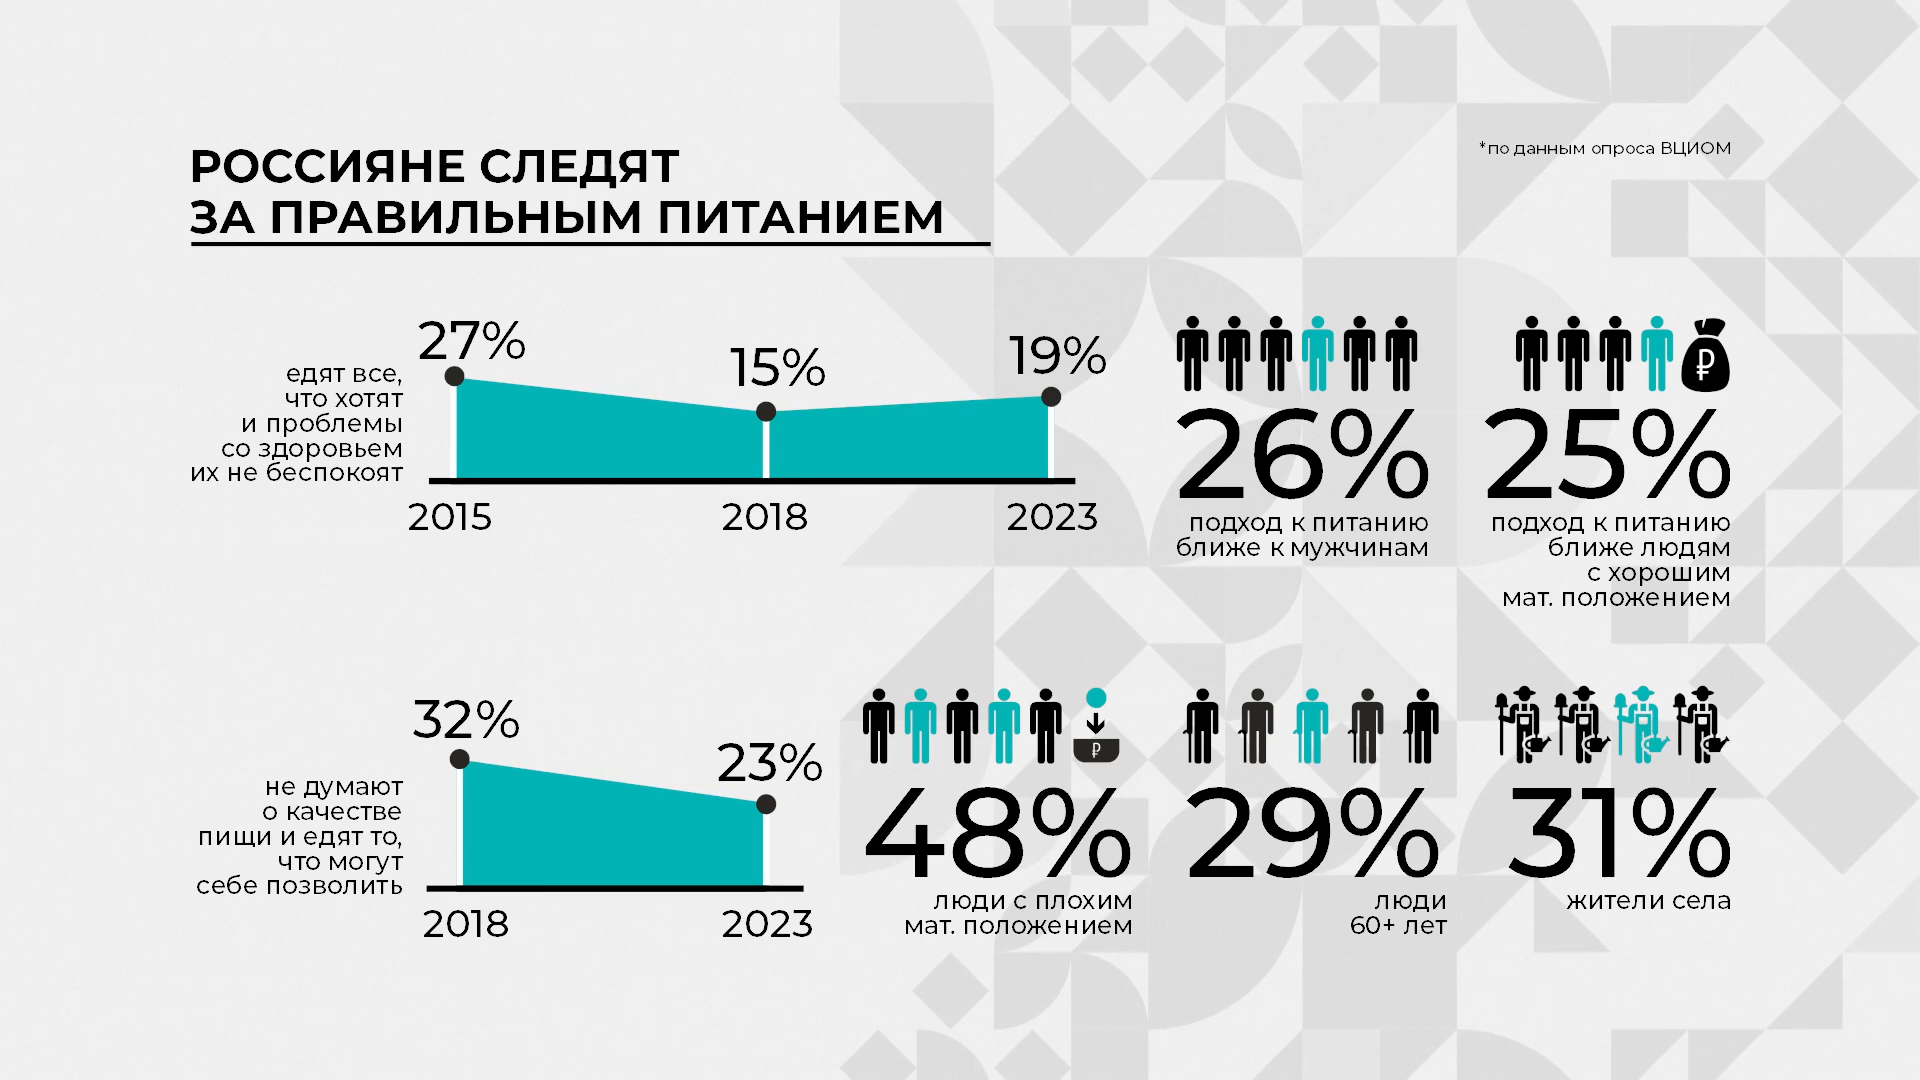 РОССИЯНЕ СЛЕДЯТ
ЗА ПРАВИЛЬНЫМ ПИТАНИЕМ
*по данным опроса ВЦИОМ
едят все,
что хотят
и проблемы
со здоровьем
их не беспокоят
27%
15%
19%
2015
2018
2023
26%
подход к питанию
ближе к мужчинам
₽
25%
подход к питанию
ближе людям
с хорошим
мат. положением
не думают
о качестве
пищи и едят то,
что могут
себе позволить
32%
23%
2018
2023
₽
48%
люди с плохим
мат. положением
29%
люди
60+ лет
31%
жители села